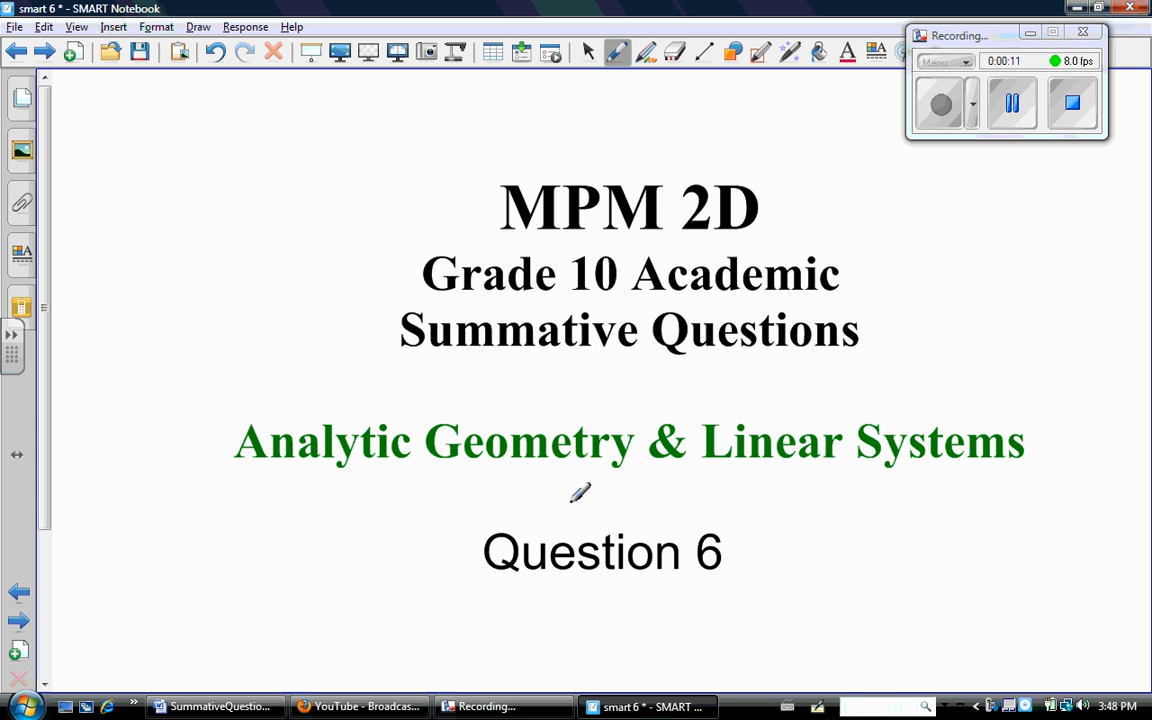 smart 6 * - SMART Notebook
File Edit View Insert Format Draw Response Help
Recording...
Menu 0:00:11 8.0 fps
MPM 2D
Grade 10 Academic
Summative Questions
Analytic Geometry & Linear Systems
Question 6
SummativeQuestio... YouTube - Broadcas... Recording... smart 6 * - SMART ... 3:48 PM